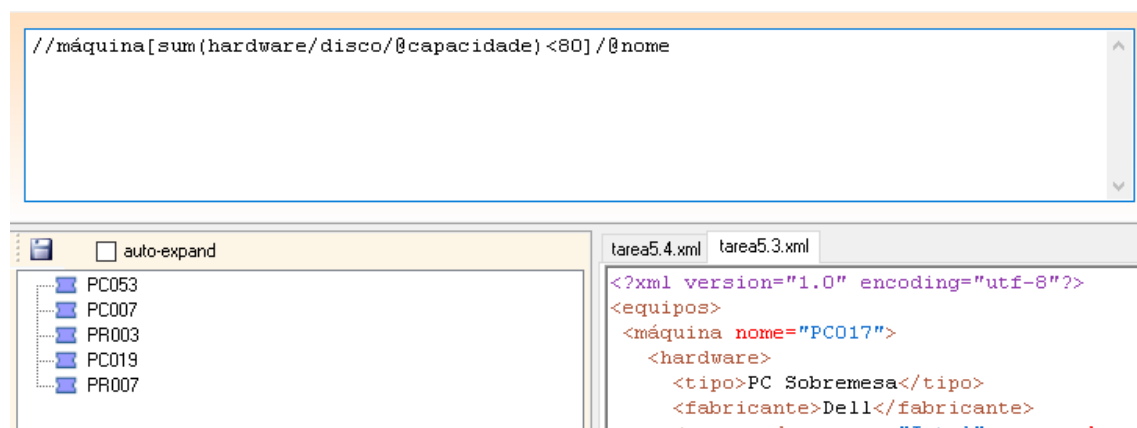 //máquina[sum(hardware/disco/@capacidade)<80]/@nome
auto-expand
PC053
PC007
PR003
PC019
PR007
tarea5.4.xml tarea5.3.xml
<?xml version="1.0" encoding="utf-8"?>
<equipos>
<máquina nome="PC017">
<hardware>
<tipo>PC Sobremesa</tipo>
<fabricante>Dell</fabricante>